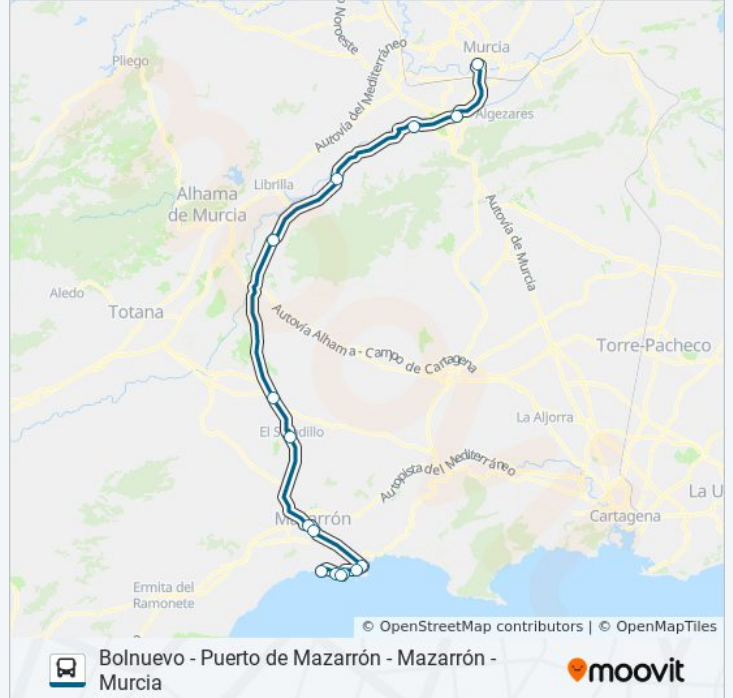 Noroeste
Murcia
Pliego
Autovía del Mediterráneo
Algezares
Librilla
Alhama
de Murcia
Autovía de Murcia
Aledo
Totana
Autovía Alhama - Campo de Cartagena
Torre-Pacheco
La Aljorra
El Saladillo
Autopista del Mediterráneo
La U
Mazarrón
Cartagena
Ermita del
Ramonete
© OpenStreetMap contributors | © OpenMapTiles
Bolnuevo - Puerto de Mazarrón - Mazarrón -
Murcia
moovit